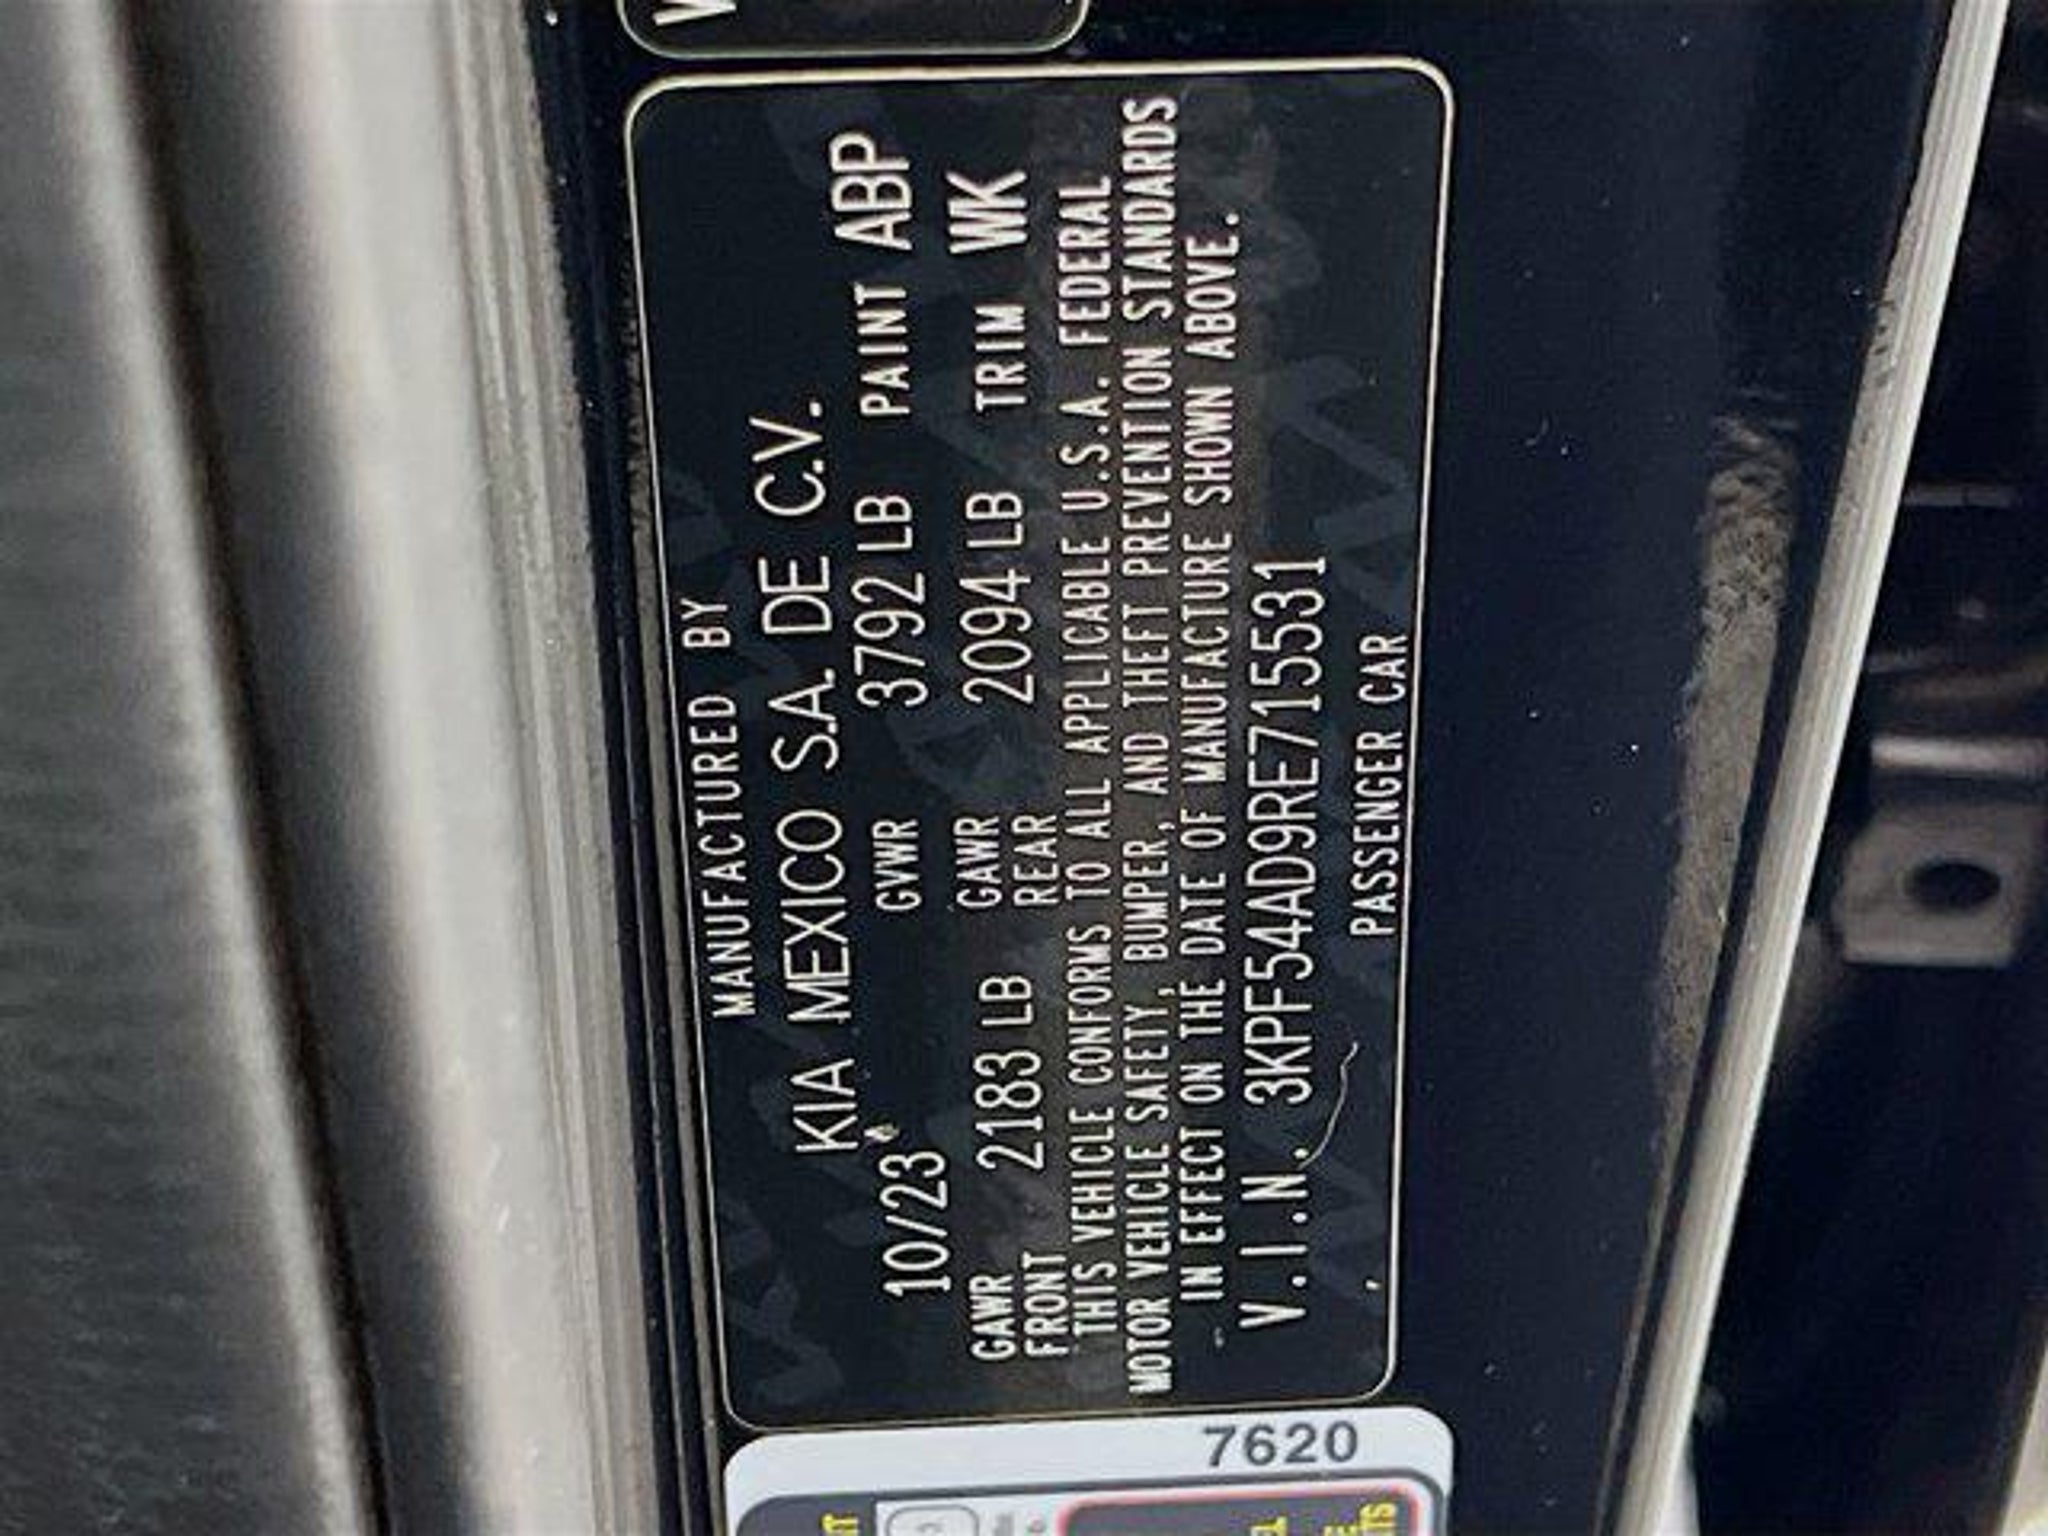 MANUFACTURED BY
KIA MEXICO S.A. DE C.V.
10/23 GVWR 3792 LB PAINT ABP
GAWR FRONT 2183 LB GAWR REAR 2094 LB TRIM WK
THIS VEHICLE CONFORMS TO ALL APPLICABLE U.S.A. FEDERAL
MOTOR VEHICLE SAFETY, BUMPER, AND THEFT PREVENTION STANDARDS
IN EFFECT ON THE DATE OF MANUFACTURE SHOWN ABOVE.
V.I.N. 3KPF54AD9RE715531
PASSENGER CAR
7620